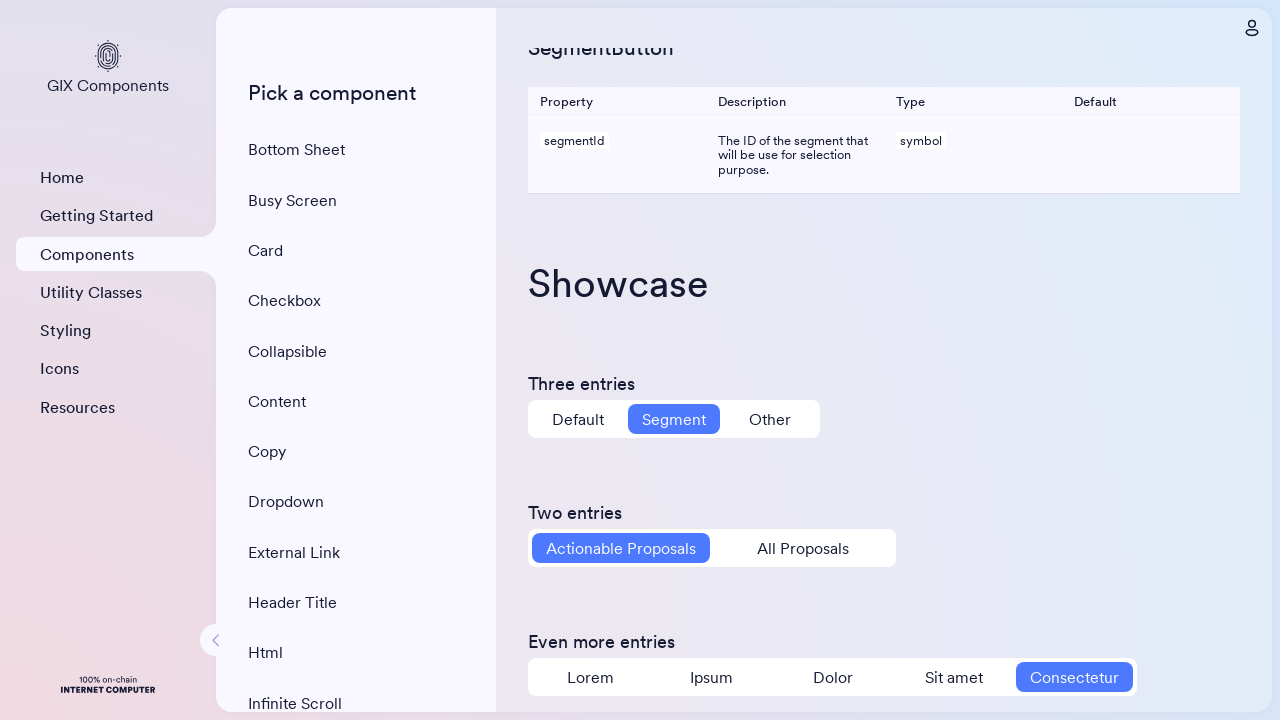 GIX Components
Home
Getting Started
Components
Utility Classes
Styling
Icons
Resources
100% on-chain
INTERNET COMPUTER
Pick a component
Bottom Sheet
Busy Screen
Card
Checkbox
Collapsible
Content
Copy
Dropdown
External Link
Header Title
Html
Infinite Scroll
SegmentButton
Property Description Type Default
segmentId The ID of the segment that symbol
will be use for selection
purpose.
Showcase
Three entries
Default Segment Other
Two entries
Actionable Proposals All Proposals
Even more entries
Lorem Ipsum Dolor Sit amet Consectetur